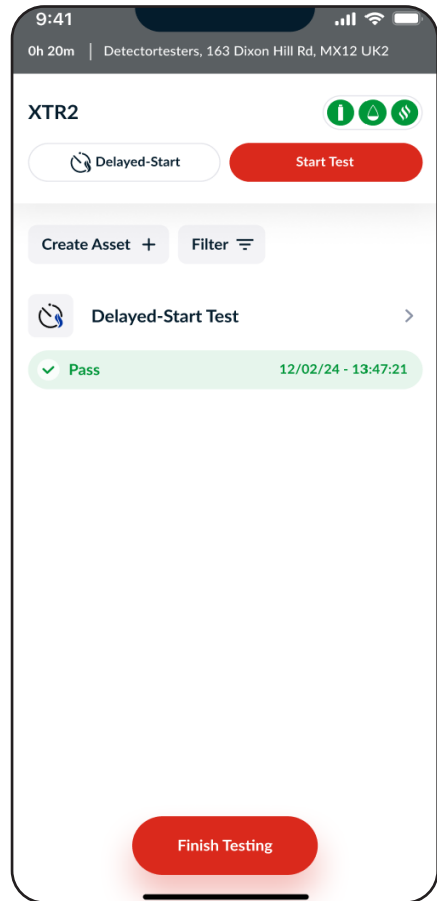 9:41
0h 20m | Detectortesters, 163 Dixon Hill Rd, MX12 UK2
XTR2
Delayed-Start Start Test
Create Asset + Filter
Delayed-Start Test
Pass 12/02/24 - 13:47:21
Finish Testing